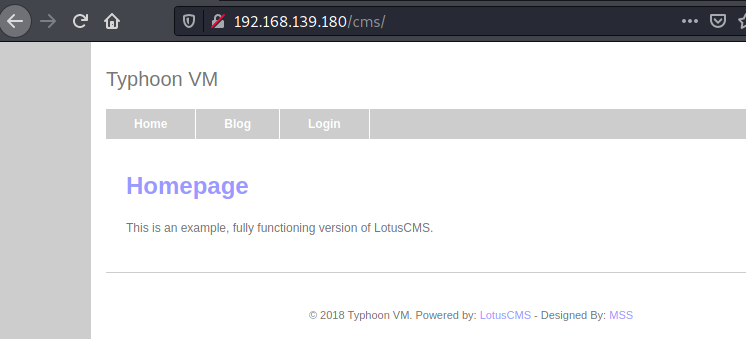 192.168.139.180/cms/
Typhoon VM
Home Blog Login
Homepage
This is an example, fully functioning version of LotusCMS.
© 2018 Typhoon VM. Powered by: LotusCMS - Designed By: MSS